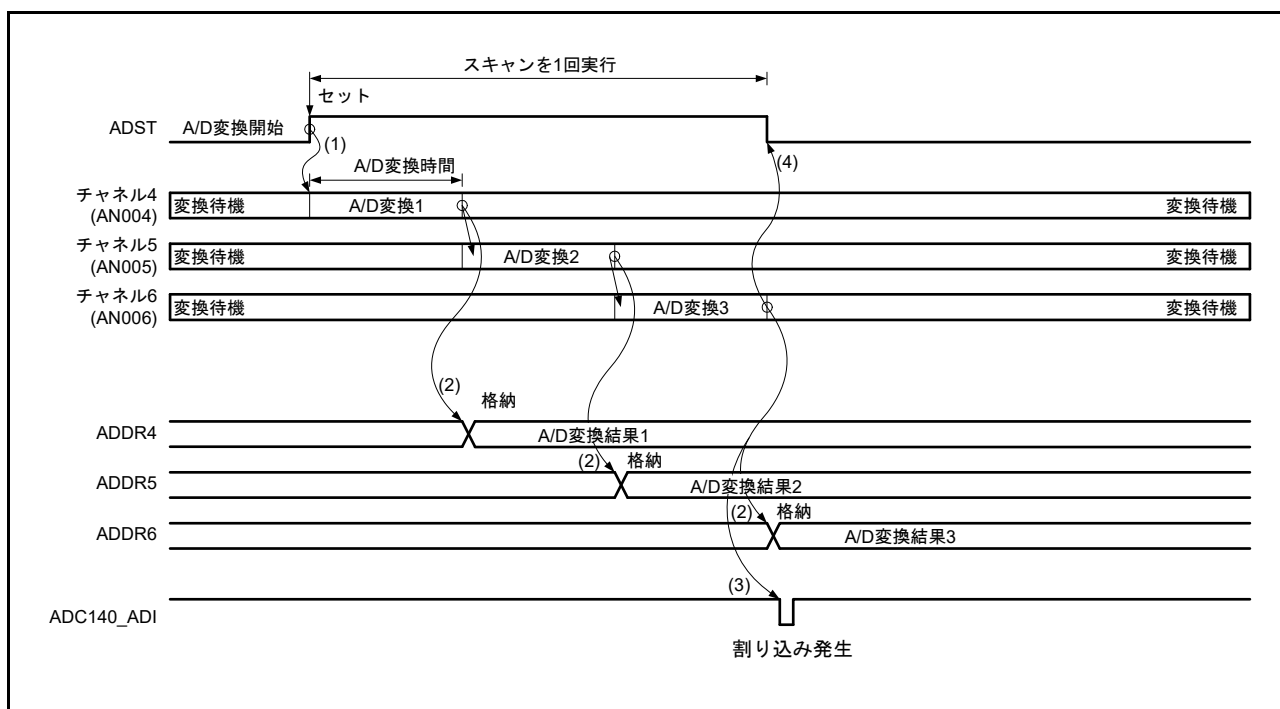 スキャンを1回実行
セット
ADST
A/D変換開始
(1)
(4)
A/D変換時間
チャネル4
(AN004)
変換待機
A/D変換1
変換待機
チャネル5
(AN005)
変換待機
A/D変換2
変換待機
チャネル6
(AN006)
変換待機
A/D変換3
変換待機
(2)
格納
ADDR4
A/D変換結果1
(2)
格納
ADDR5
A/D変換結果2
(2)
格納
ADDR6
A/D変換結果3
(3)
ADC140_ADI
割り込み発生